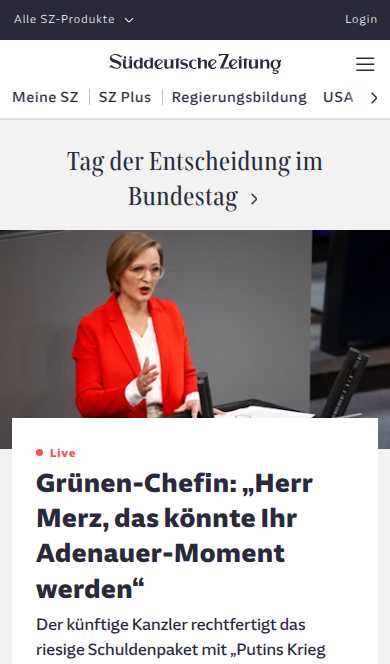 Alle SZ-Produkte Login
Süddeutsche Zeitung
Meine SZ SZ Plus Regierungsbildung USA
Tag der Entscheidung im
Bundestag
Live
Grünen-Chefin: „Herr
Merz, das könnte Ihr
Adenauer-Moment
werden“
Der künftige Kanzler rechtfertigt das
riesige Schuldenpaket mit „Putins Krieg